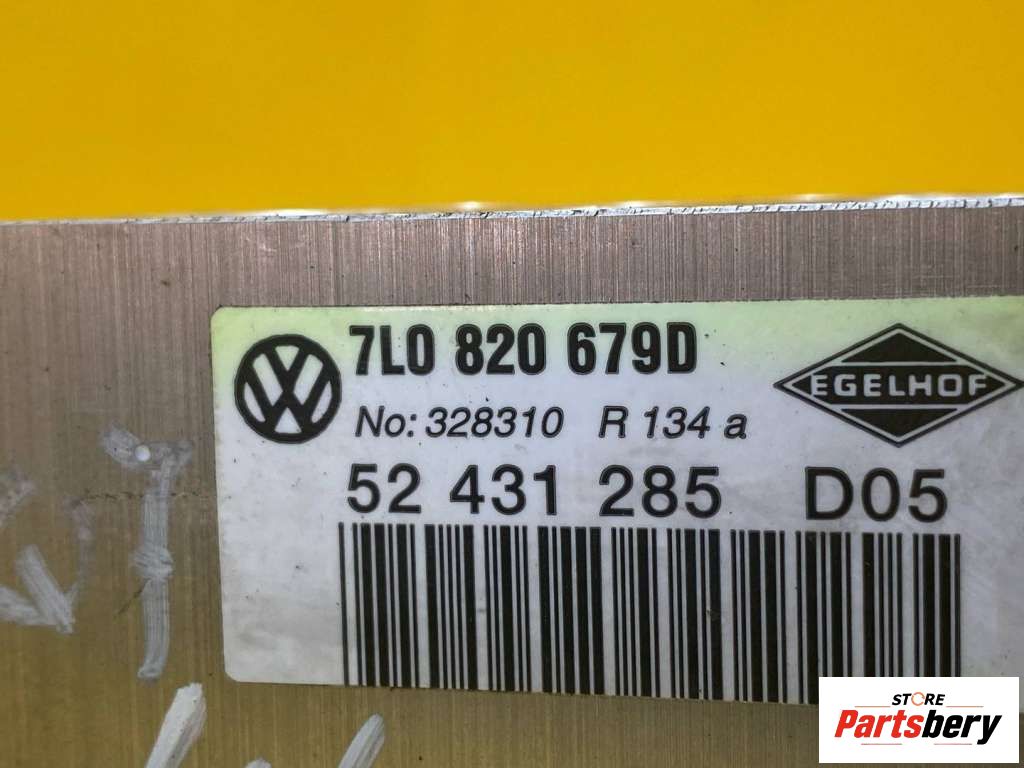 7L0 820 679D
EGELHOF
No: 328310 R 134 a
52 431 285 D05
STORE
Partsbery